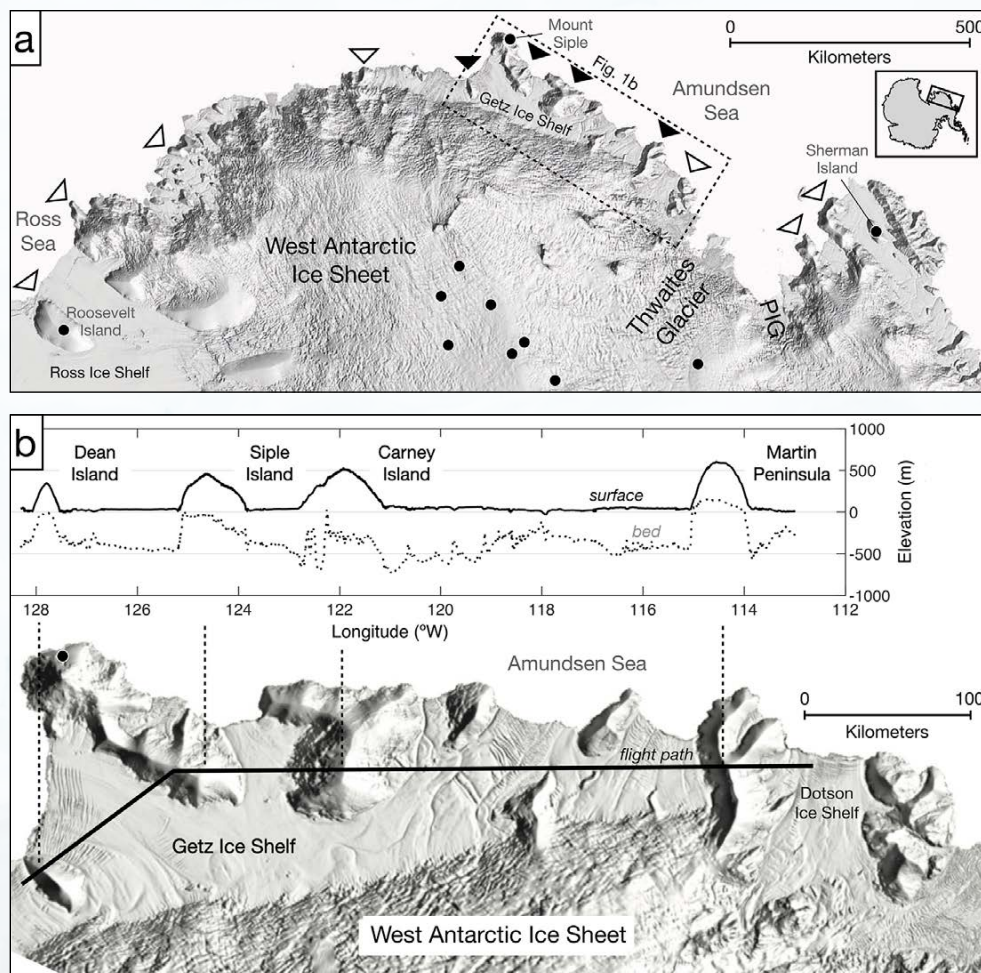 a
Mount
Siple
0 500
Kilometers
Fig. 1b
Amundsen
Sea
Getz Ice Shelf
Sherman
Island
Ross
Sea
West Antarctic
Ice Sheet
Thwaites
Glacier
PIG
Roosevelt
Island
Ross Ice Shelf
b
Dean
Island
Siple
Island
Carney
Island
Martin
Peninsula
surface
bed
1000
500
0
-500
-1000
Elevation (m)
128 126 124 122 120 118 116 114 112
Longitude (ºW)
Amundsen Sea
0 100
Kilometers
flight path
Dotson
Ice Shelf
Getz Ice Shelf
West Antarctic Ice Sheet